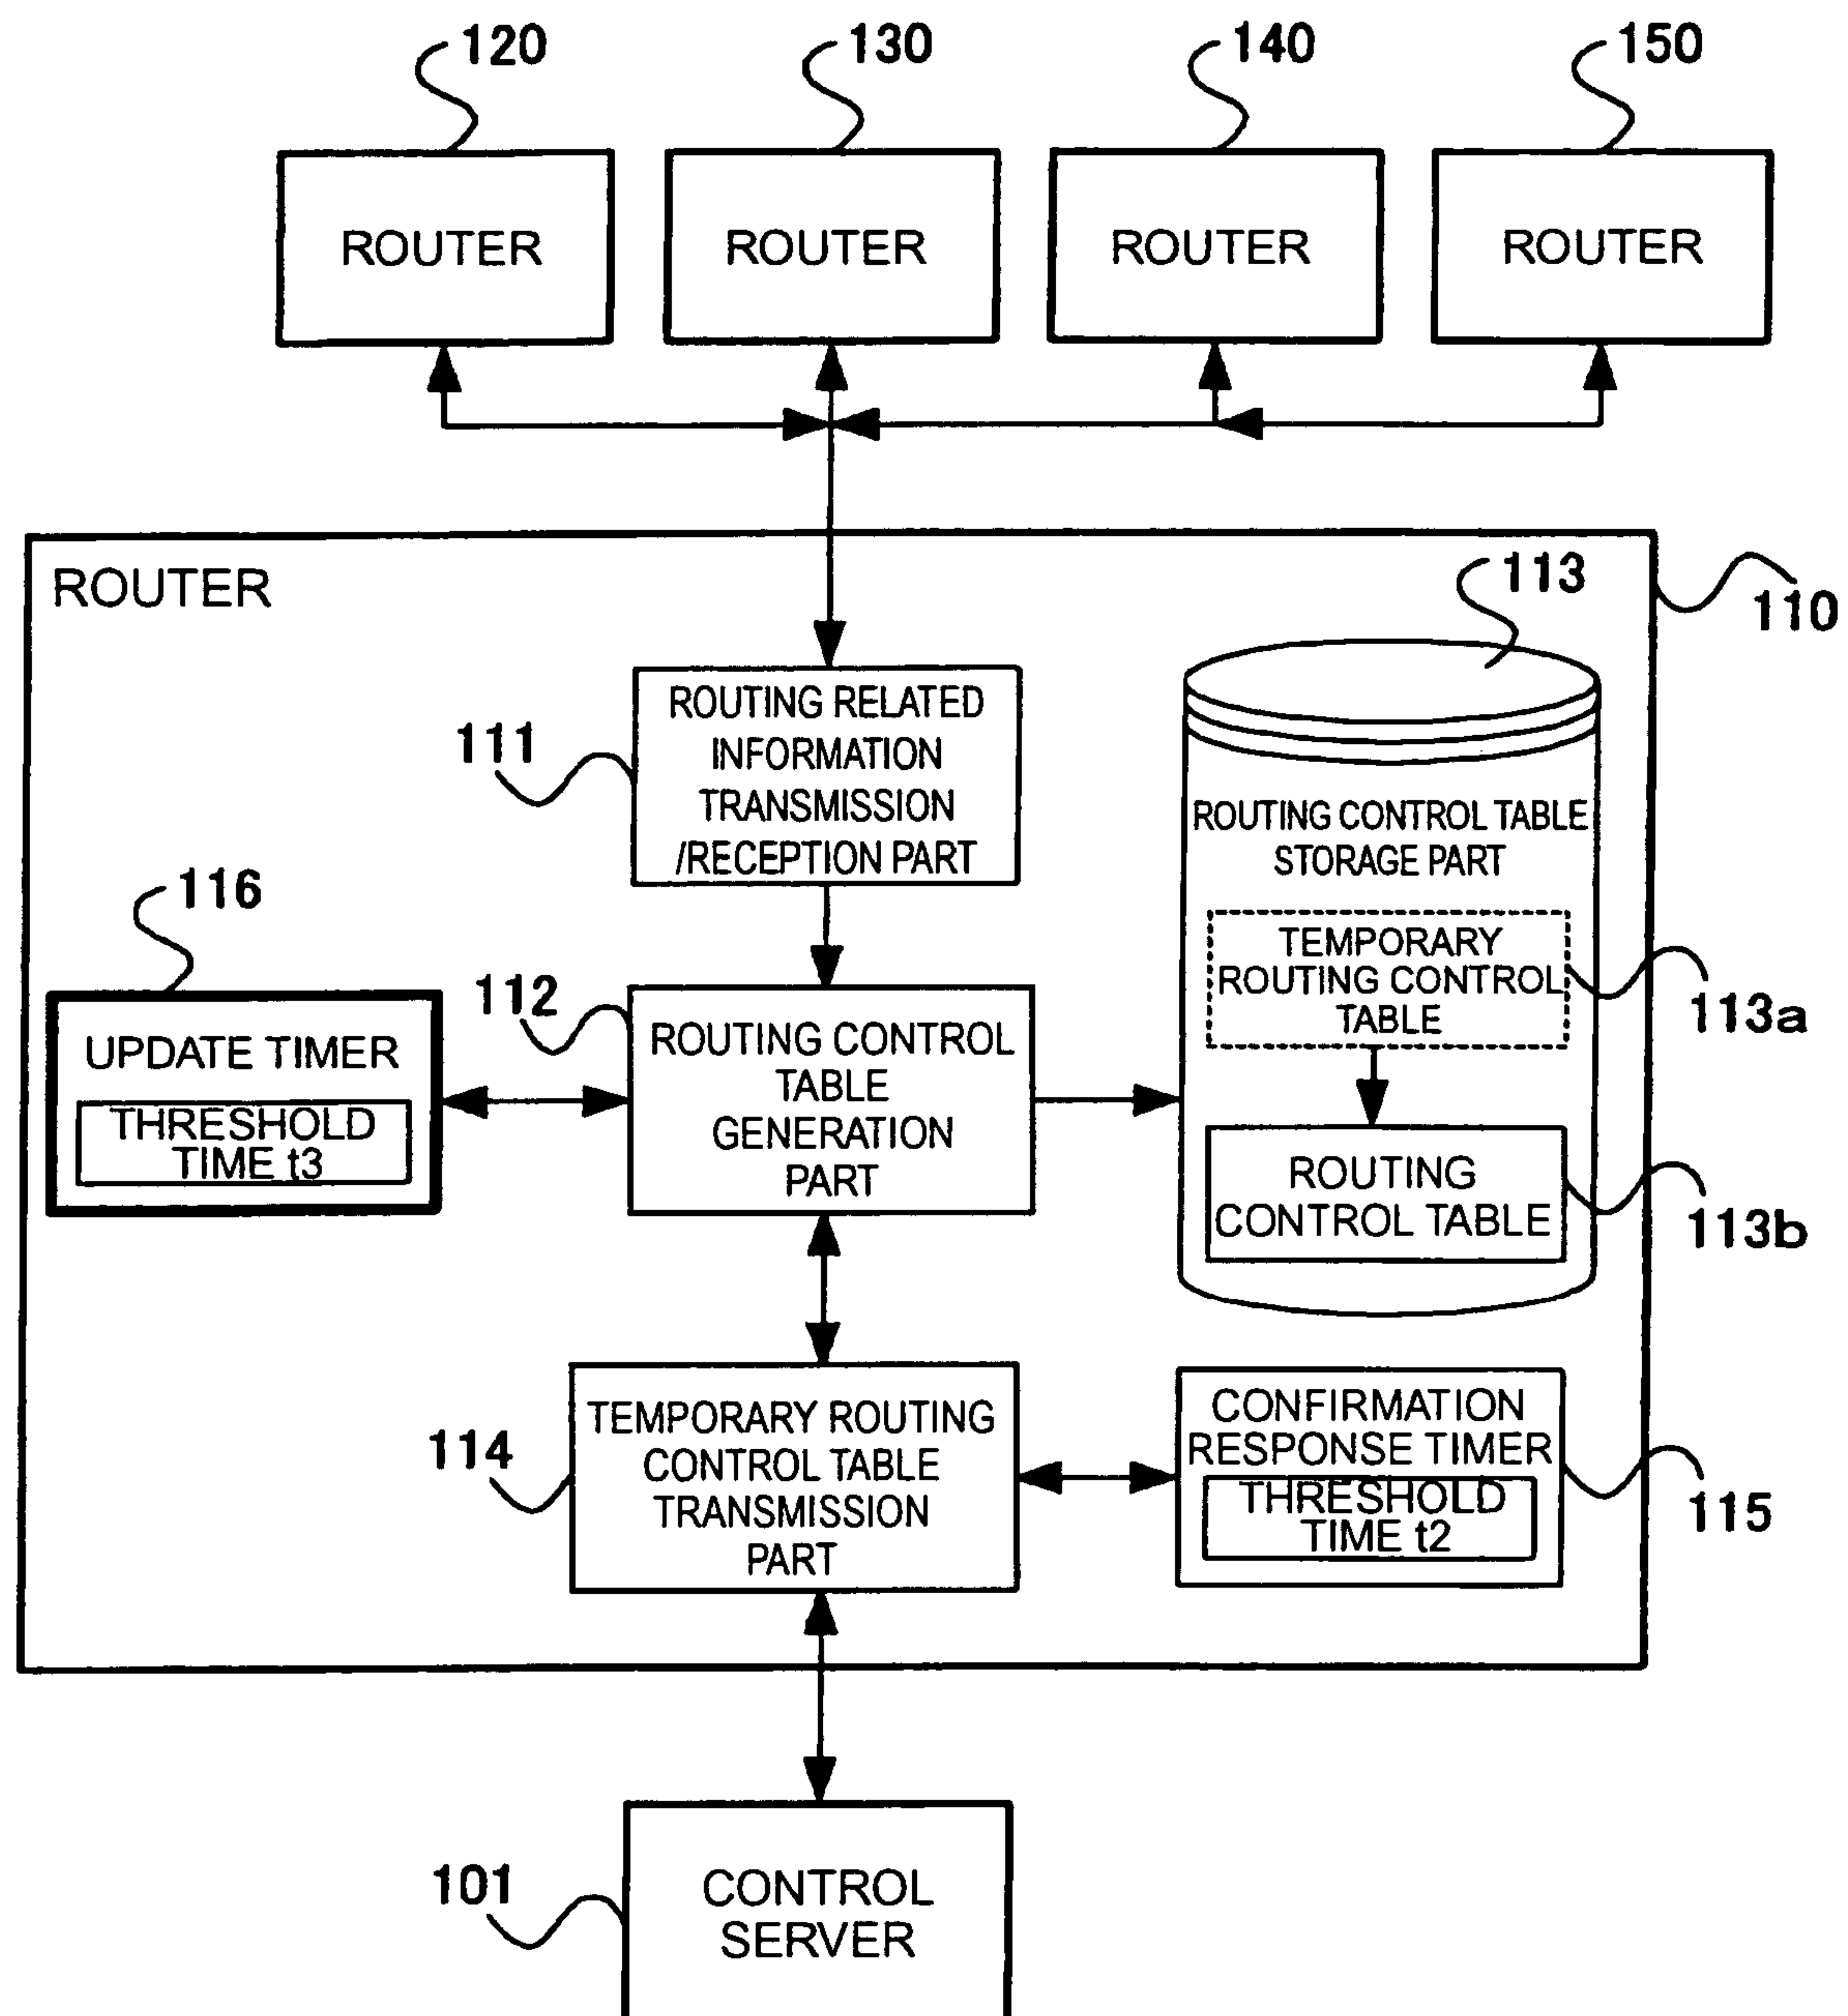 120
130
140
150
ROUTER
ROUTER
ROUTER
ROUTER
ROUTER
110
113
111
ROUTING RELATED
INFORMATION
TRANSMISSION
/RECEPTION PART
ROUTING CONTROL TABLE
STORAGE PART
TEMPORARY
ROUTING CONTROL
TABLE
113a
ROUTING
CONTROL TABLE
113b
116
UPDATE TIMER
THRESHOLD
TIME t3
112
ROUTING CONTROL
TABLE
GENERATION
PART
114
TEMPORARY ROUTING
CONTROL TABLE
TRANSMISSION
PART
CONFIRMATION
RESPONSE TIMER
THRESHOLD
TIME t2
115
101
CONTROL
SERVER